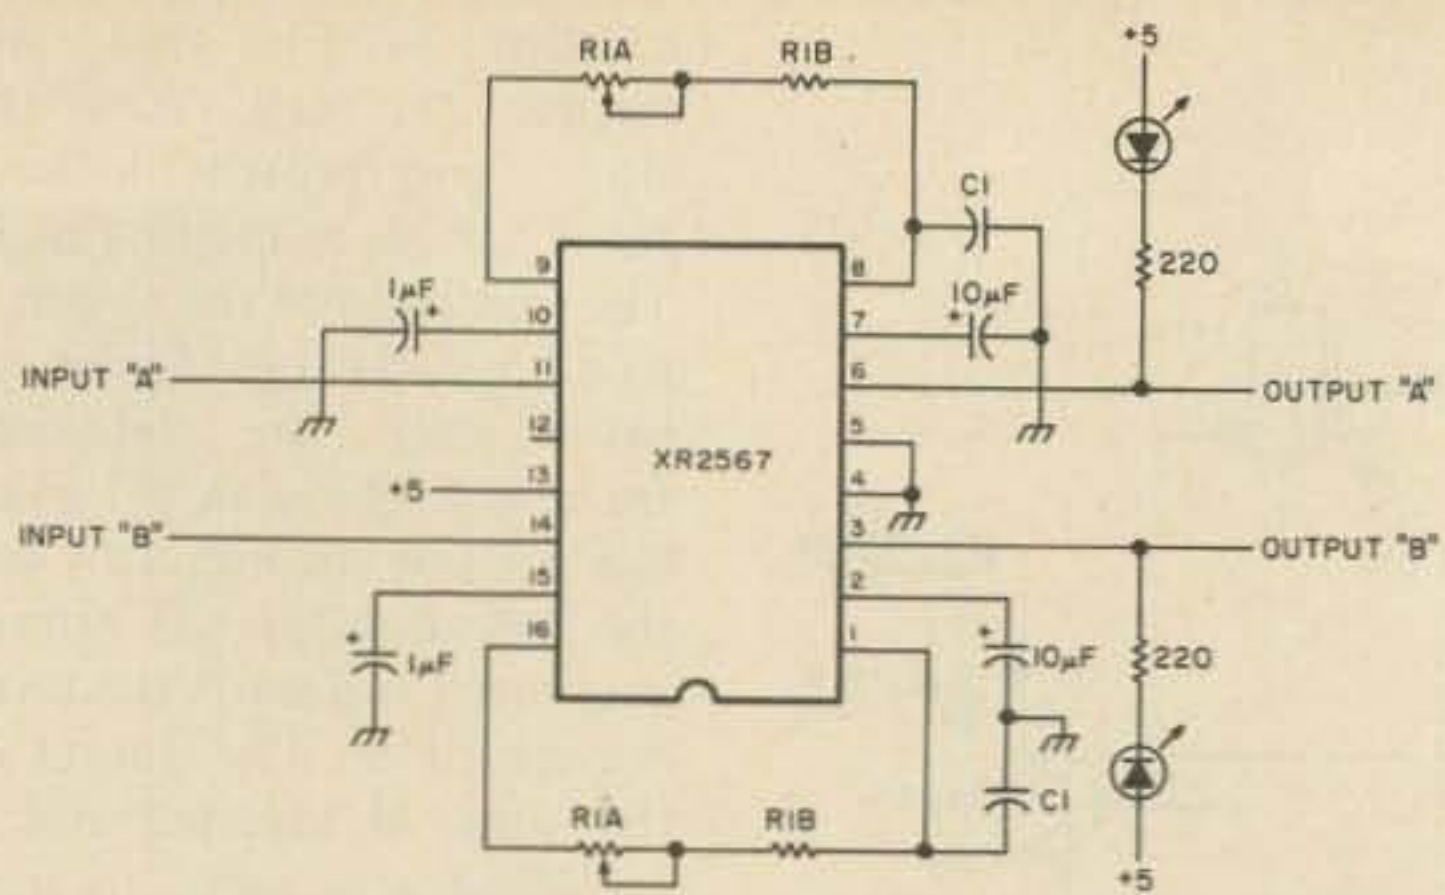 R1A
R1B
+5
C1
220
9
8
1µF
+
10
10µF
+
7
INPUT "A"
11
6
OUTPUT "A"
12
5
XR2567
+5
13
4
INPUT "B"
14
3
OUTPUT "B"
15
2
+
1µF
16
1
+
10µF
220
R1A
R1B
C1
+5